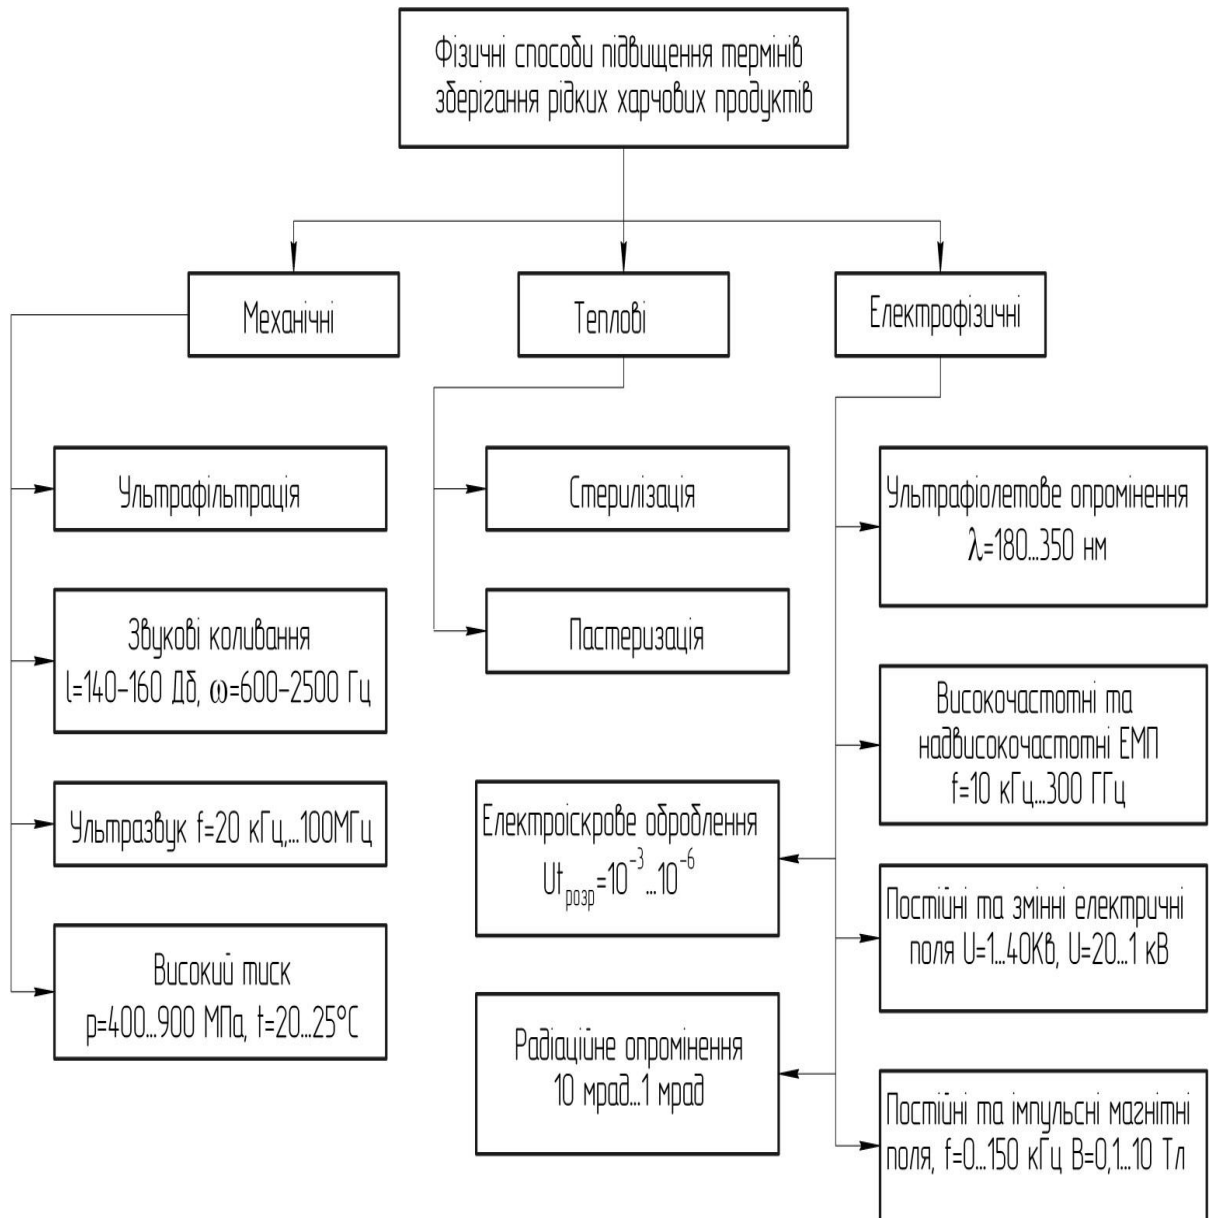 Фізичні способи підвищення термінів
зберігання рідких харчових продуктів
Механічні
Теплові
Електрофізичні
Ультрафільтрація
Звукові коливання
l=140-160 Дб, ω=600-2500 Гц
Ультразвук f=20 кГц,...100МГц
Високий тиск
p=400...900 МПа, t=20...25°C
Стерилізація
Пастеризація
Електроіскрове оброблення
Ut_розр=10⁻³...10⁻⁶
Радіаційне опромінення
10 мрад...1 мрад
Ультрафіолетове опромінення
λ=180...350 нм
Високочастотні та
надвисокочастотні ЕМП
f=10 кГц...300 ГГц
Постійні та змінні електричні
поля U=1...40Кв, U=20...1 кВ
Постійні та імпульсні магнітні
поля, f=0...150 кГц B=0,1...10 Тл